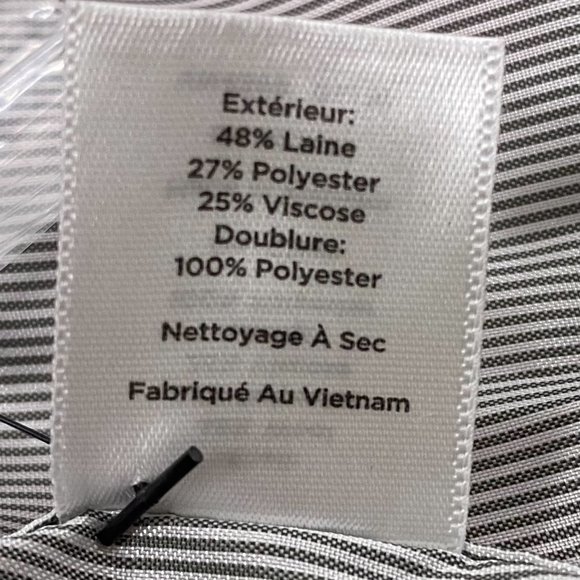 Extérieur:
48% Laine
27% Polyester
25% Viscose
Doublure:
100% Polyester
Nettoyage À Sec
Fabriqué Au Vietnam